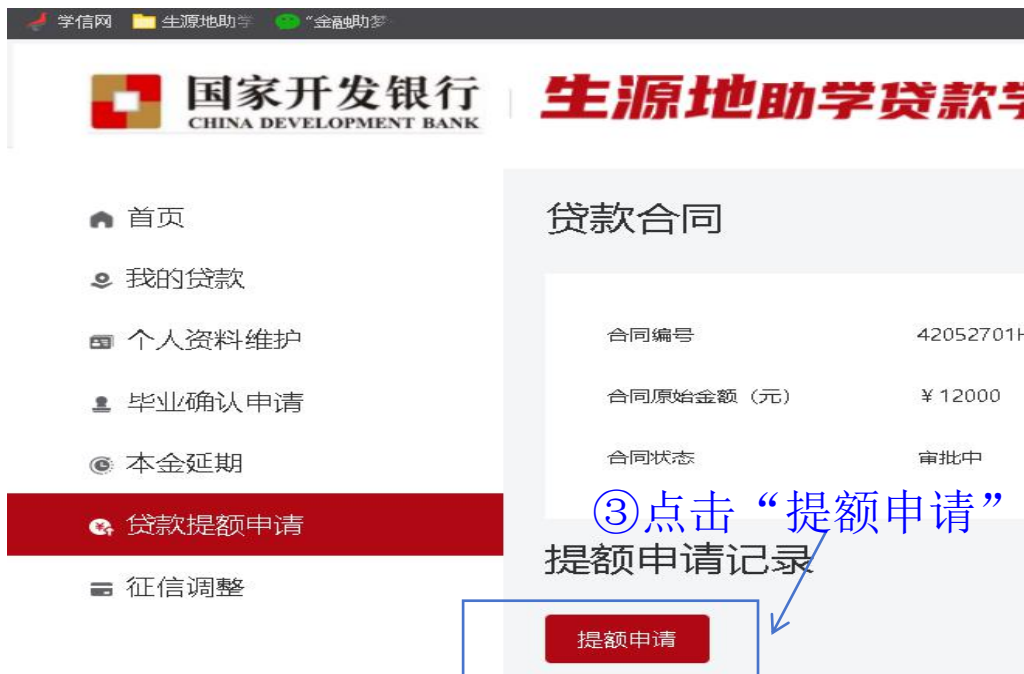 学信网 生源地助学 "金融助梦
国家开发银行
CHINA DEVELOPMENT BANK
生源地助学贷款学
首页
我的贷款
个人资料维护
毕业确认申请
本金延期
贷款提额申请
征信调整
贷款合同
合同编号 42052701H
合同原始金额（元） ¥ 12000
合同状态 审批中
③点击“提额申请”
提额申请记录
提额申请